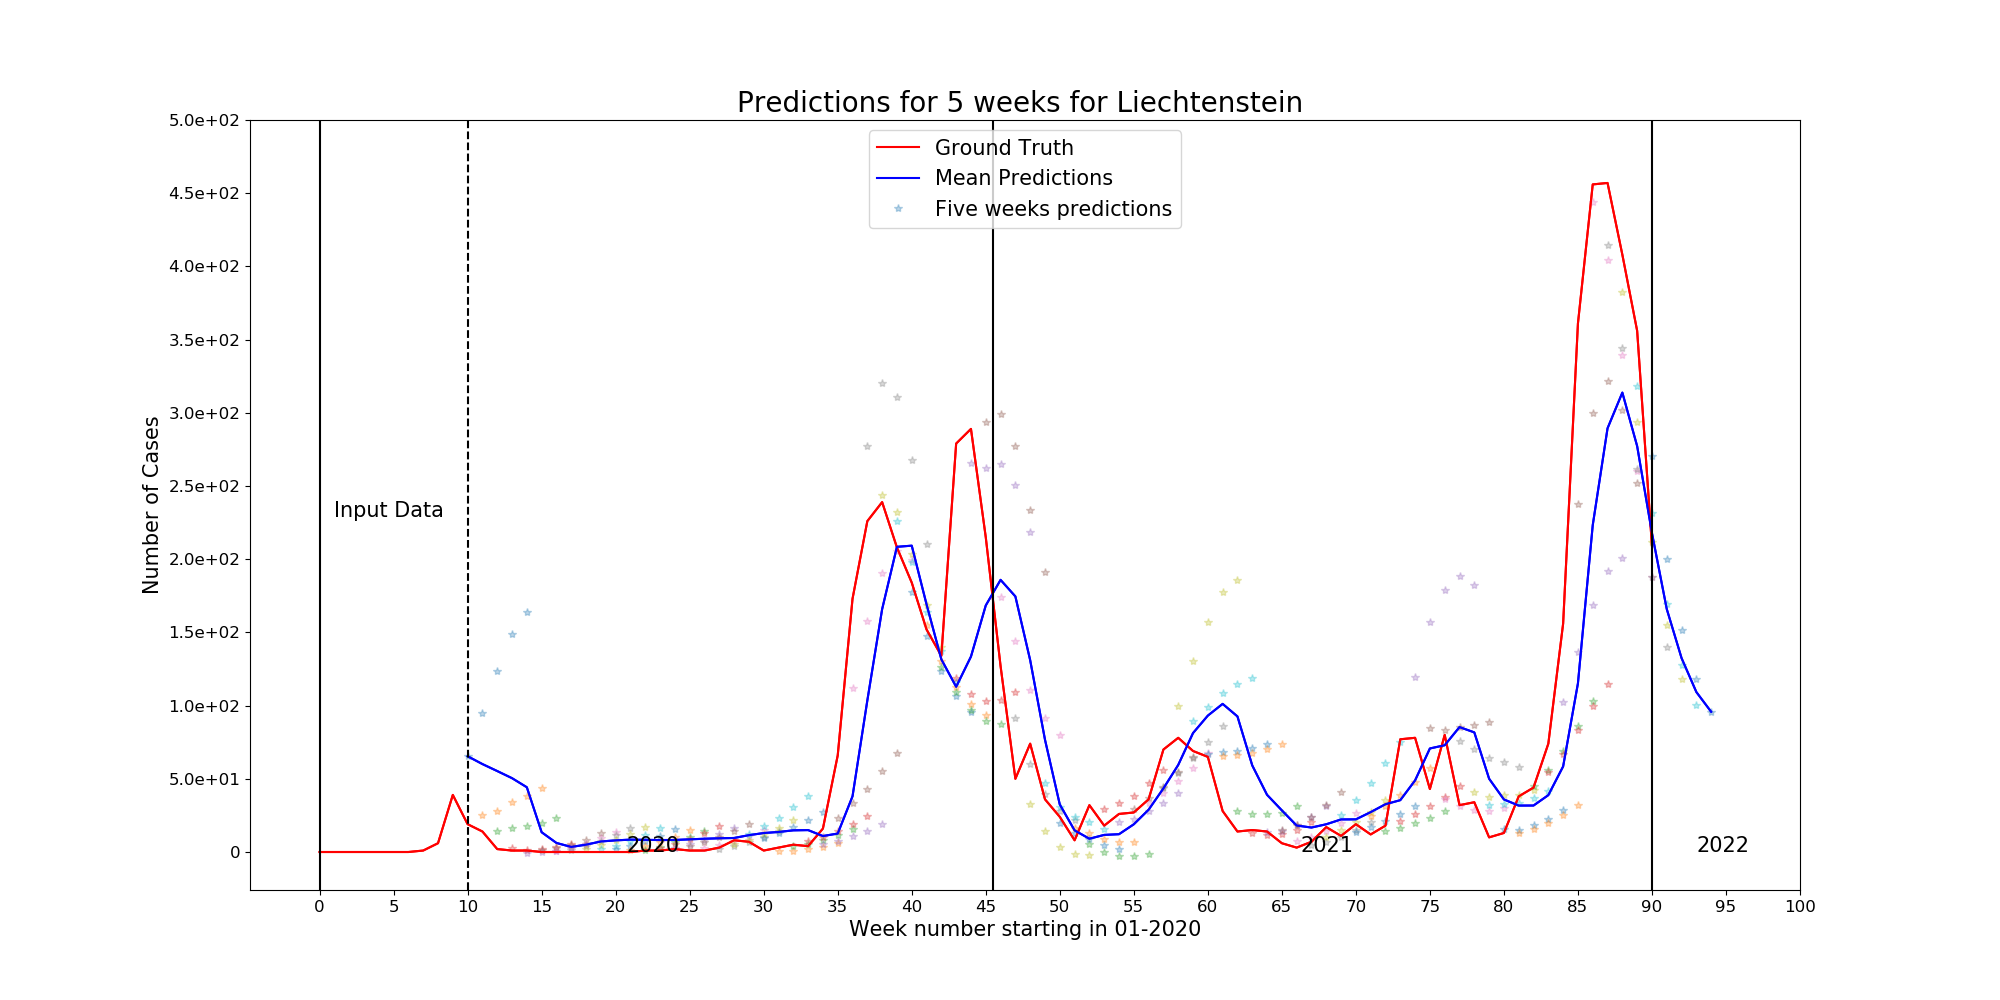 Predictions for 5 weeks for Liechtenstein
5.0e+02
4.5e+02
4.0e+02
3.5e+02
3.0e+02
2.5e+02
2.0e+02
1.5e+02
1.0e+02
5.0e+01
0
Number of Cases
Ground Truth
Mean Predictions
Five weeks predictions
Input Data
2020
2021
2022
0 5 10 15 20 25 30 35 40 45 50 55 60 65 70 75 80 85 90 95 100
Week number starting in 01-2020